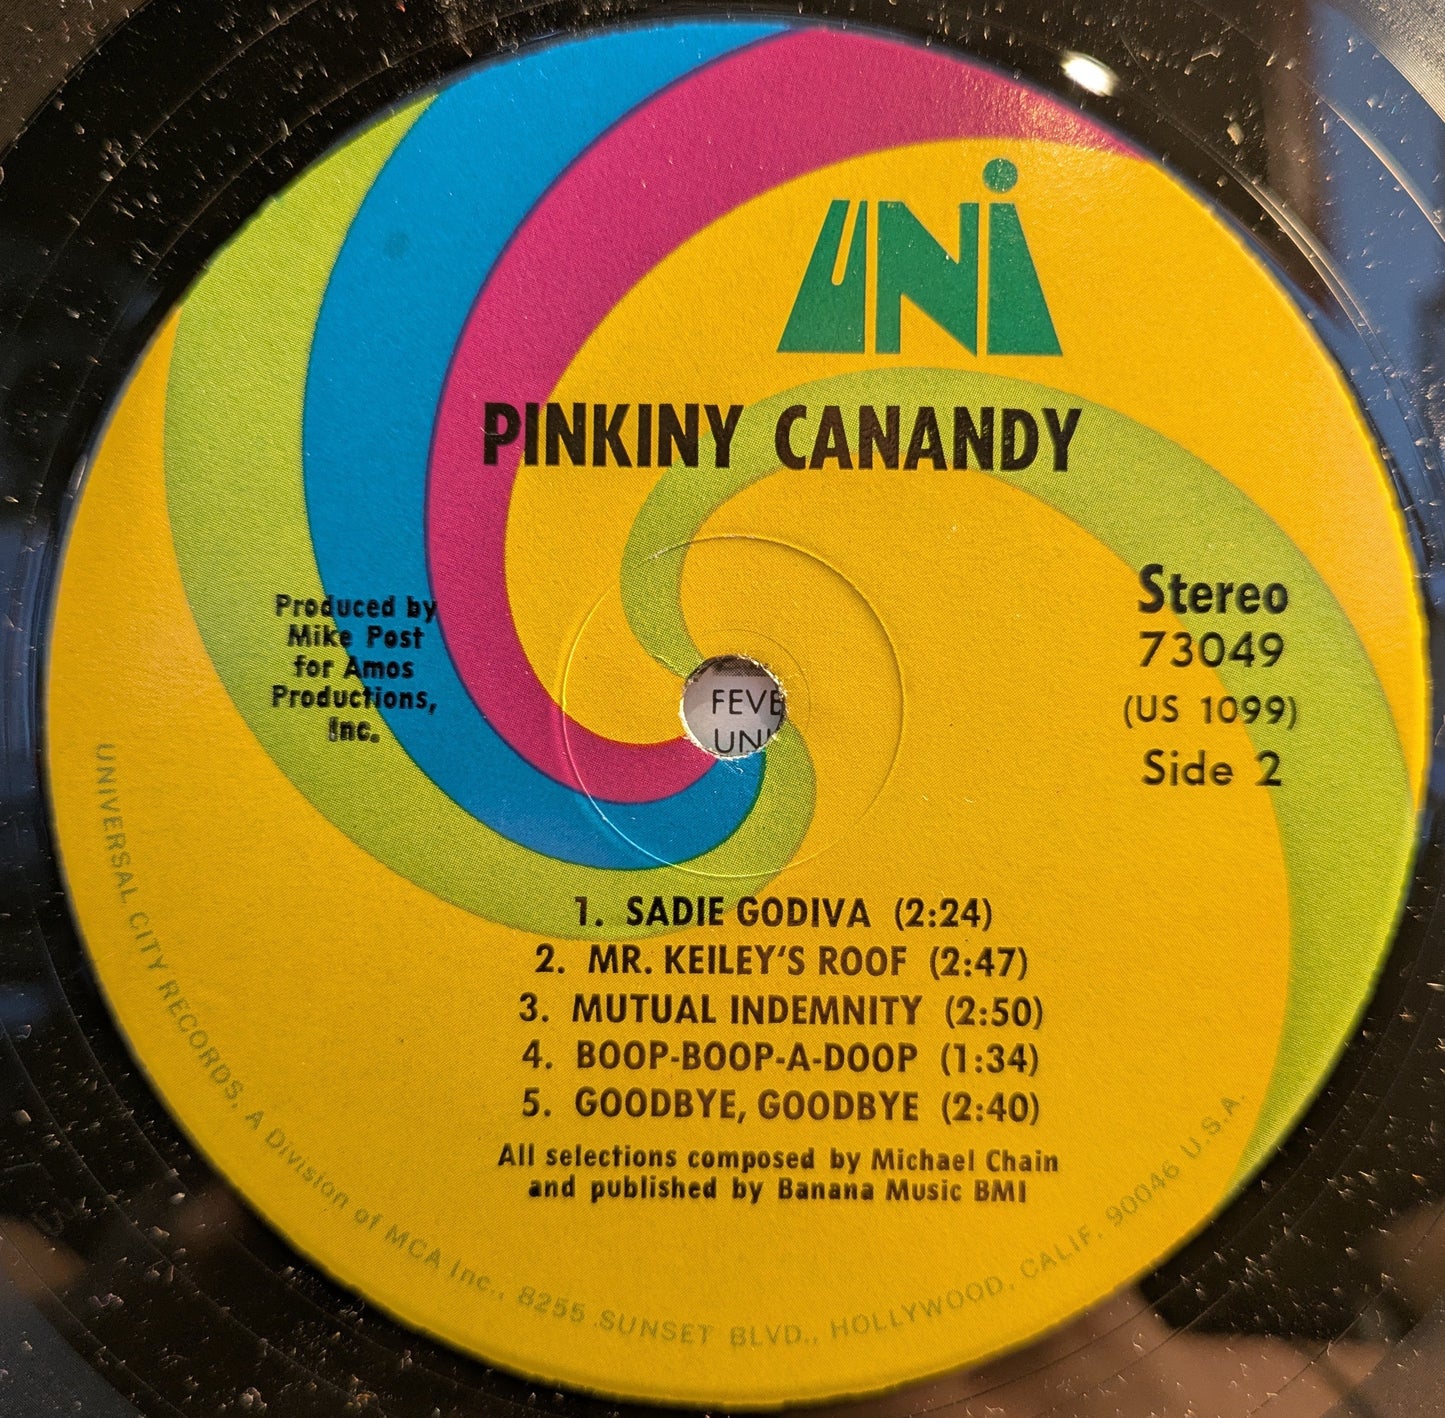 UNI
PINKINY CANANDY
Produced by
Mike Post
for Amos
Productions,
Inc.
Stereo
73049
(US 1099)
Side 2
FEVE
UNI
1. SADIE GODIVA (2:24)
2. MR. KEILEY'S ROOF (2:47)
3. MUTUAL INDEMNITY (2:50)
4. BOOP-BOOP-A-DOOP (1:34)
5. GOODBYE, GOODBYE (2:40)
All selections composed by Michael Chain
and published by Banana Music BMI
UNIVERSAL CITY RECORDS, A Division of MCA Inc., 8255 SUNSET BLVD., HOLLYWOOD, CALIF. 90046 U.S.A.